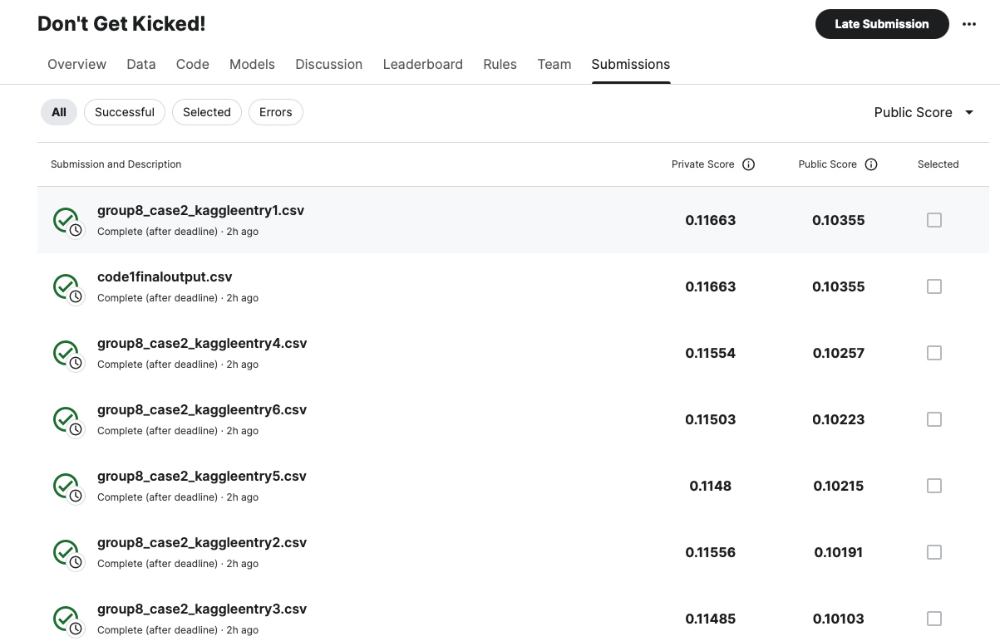 Don't Get Kicked!
Late Submission
Overview Data Code Models Discussion Leaderboard Rules Team Submissions
All Successful Selected Errors Public Score
Submission and Description Private Score Public Score Selected
group8_case2_kaggleentry1.csv
Complete (after deadline) · 2h ago
0.11663 0.10355
code1finaloutput.csv
Complete (after deadline) · 2h ago
0.11663 0.10355
group8_case2_kaggleentry4.csv
Complete (after deadline) · 2h ago
0.11554 0.10257
group8_case2_kaggleentry6.csv
Complete (after deadline) · 2h ago
0.11503 0.10223
group8_case2_kaggleentry5.csv
Complete (after deadline) · 2h ago
0.1148 0.10215
group8_case2_kaggleentry2.csv
Complete (after deadline) · 2h ago
0.11556 0.10191
group8_case2_kaggleentry3.csv
Complete (after deadline) · 2h ago
0.11485 0.10103